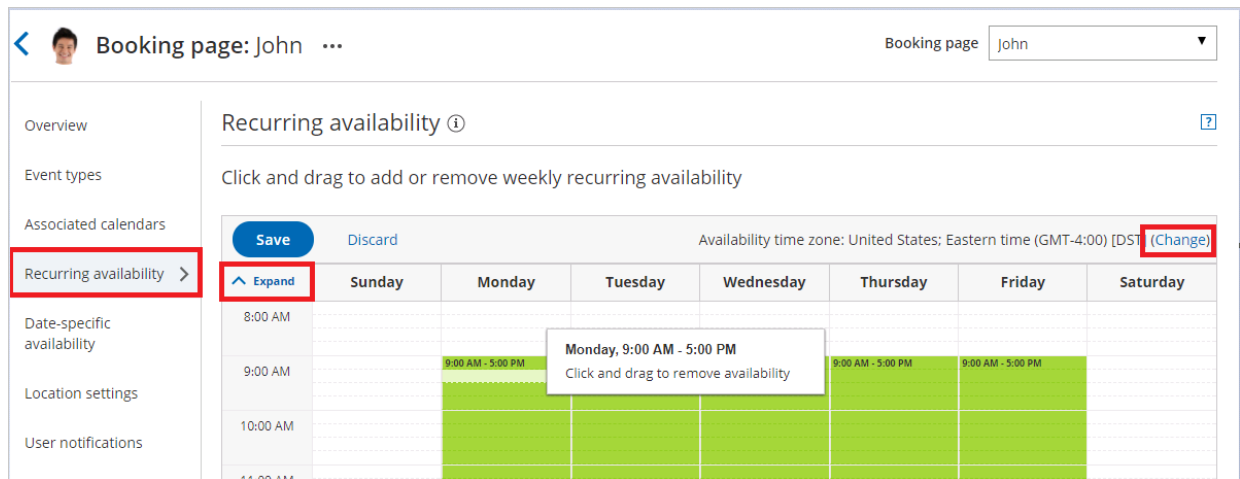 Booking page: John ...
Booking page John
Overview
Event types
Associated calendars
Recurring availability
Date-specific
availability
Location settings
User notifications
Recurring availability
?
Click and drag to add or remove weekly recurring availability
Save Discard Availability time zone: United States; Eastern time (GMT-4:00) [DST] (Change)
Expand Sunday Monday Tuesday Wednesday Thursday Friday Saturday
8:00 AM
Monday, 9:00 AM - 5:00 PM
Click and drag to remove availability
9:00 AM 9:00 AM - 5:00 PM 9:00 AM - 5:00 PM 9:00 AM - 5:00 PM
10:00 AM
11:00 AM